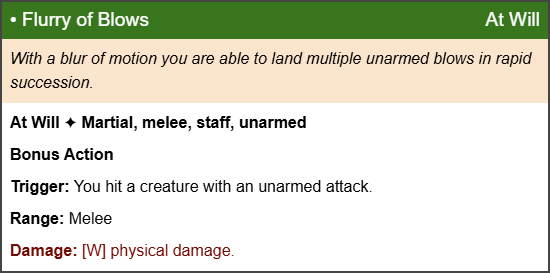 • Flurry of Blows At Will
With a blur of motion you are able to land multiple unarmed blows in rapid
succession.
At Will ✦ Martial, melee, staff, unarmed
Bonus Action
Trigger: You hit a creature with an unarmed attack.
Range: Melee
Damage: [W] physical damage.